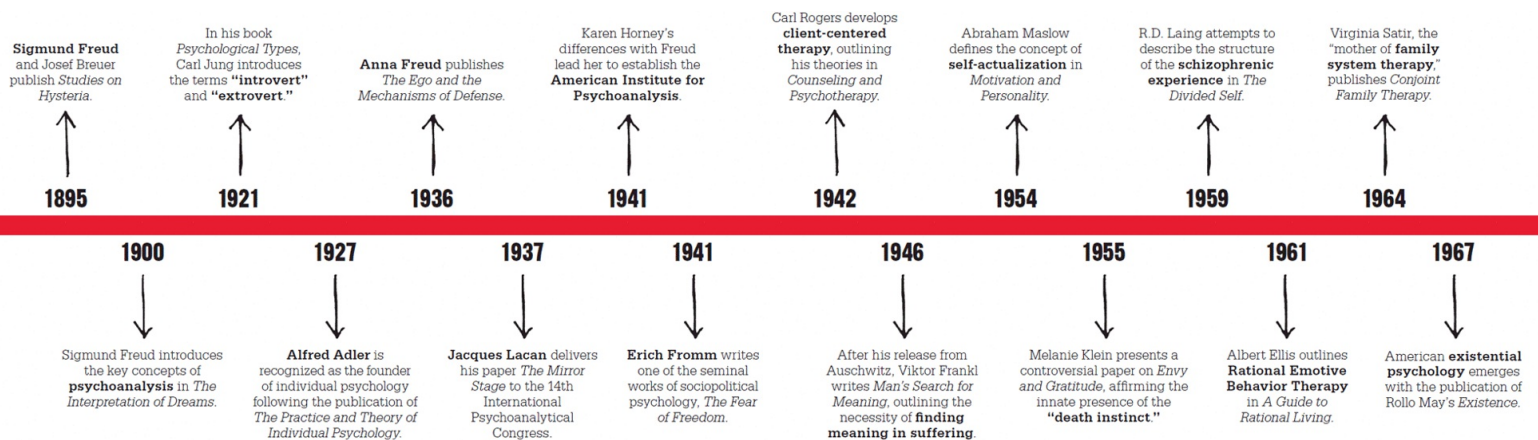 Sigmund Freud
and Josef Breuer
publish Studies on
Hysteria.
1895
In his book
Psychological Types,
Carl Jung introduces
the terms “introvert”
and “extrovert.”
1921
Anna Freud publishes
The Ego and the
Mechanisms of Defense.
1936
Karen Horney’s
differences with Freud
lead her to establish the
American Institute for
Psychoanalysis.
1941
Carl Rogers develops
client-centered
therapy, outlining
his theories in
Counseling and
Psychotherapy.
1942
Abraham Maslow
defines the concept of
self-actualization in
Motivation and
Personality.
1954
R.D. Laing attempts to
describe the structure
of the schizophrenic
experience in The
Divided Self.
1959
Virginia Satir, the
“mother of family
system therapy,”
publishes Conjoint
Family Therapy.
1964
1900
Sigmund Freud introduces
the key concepts of
psychoanalysis in The
Interpretation of Dreams.
1927
Alfred Adler is
recognized as the founder
of individual psychology
following the publication of
The Practice and Theory of
Individual Psychology.
1937
Jacques Lacan delivers
his paper The Mirror
Stage to the 14th
International
Psychoanalytical
Congress.
1941
Erich Fromm writes
one of the seminal
works of sociopolitical
psychology, The Fear
of Freedom.
1946
After his release from
Auschwitz, Viktor Frankl
writes Man’s Search for
Meaning, outlining the
necessity of finding
meaning in suffering.
1955
Melanie Klein presents a
controversial paper on Envy
and Gratitude, affirming the
innate presence of the
“death instinct.”
1961
Albert Ellis outlines
Rational Emotive
Behavior Therapy
in A Guide to
Rational Living.
1967
American existential
psychology emerges
with the publication of
Rollo May’s Existence.